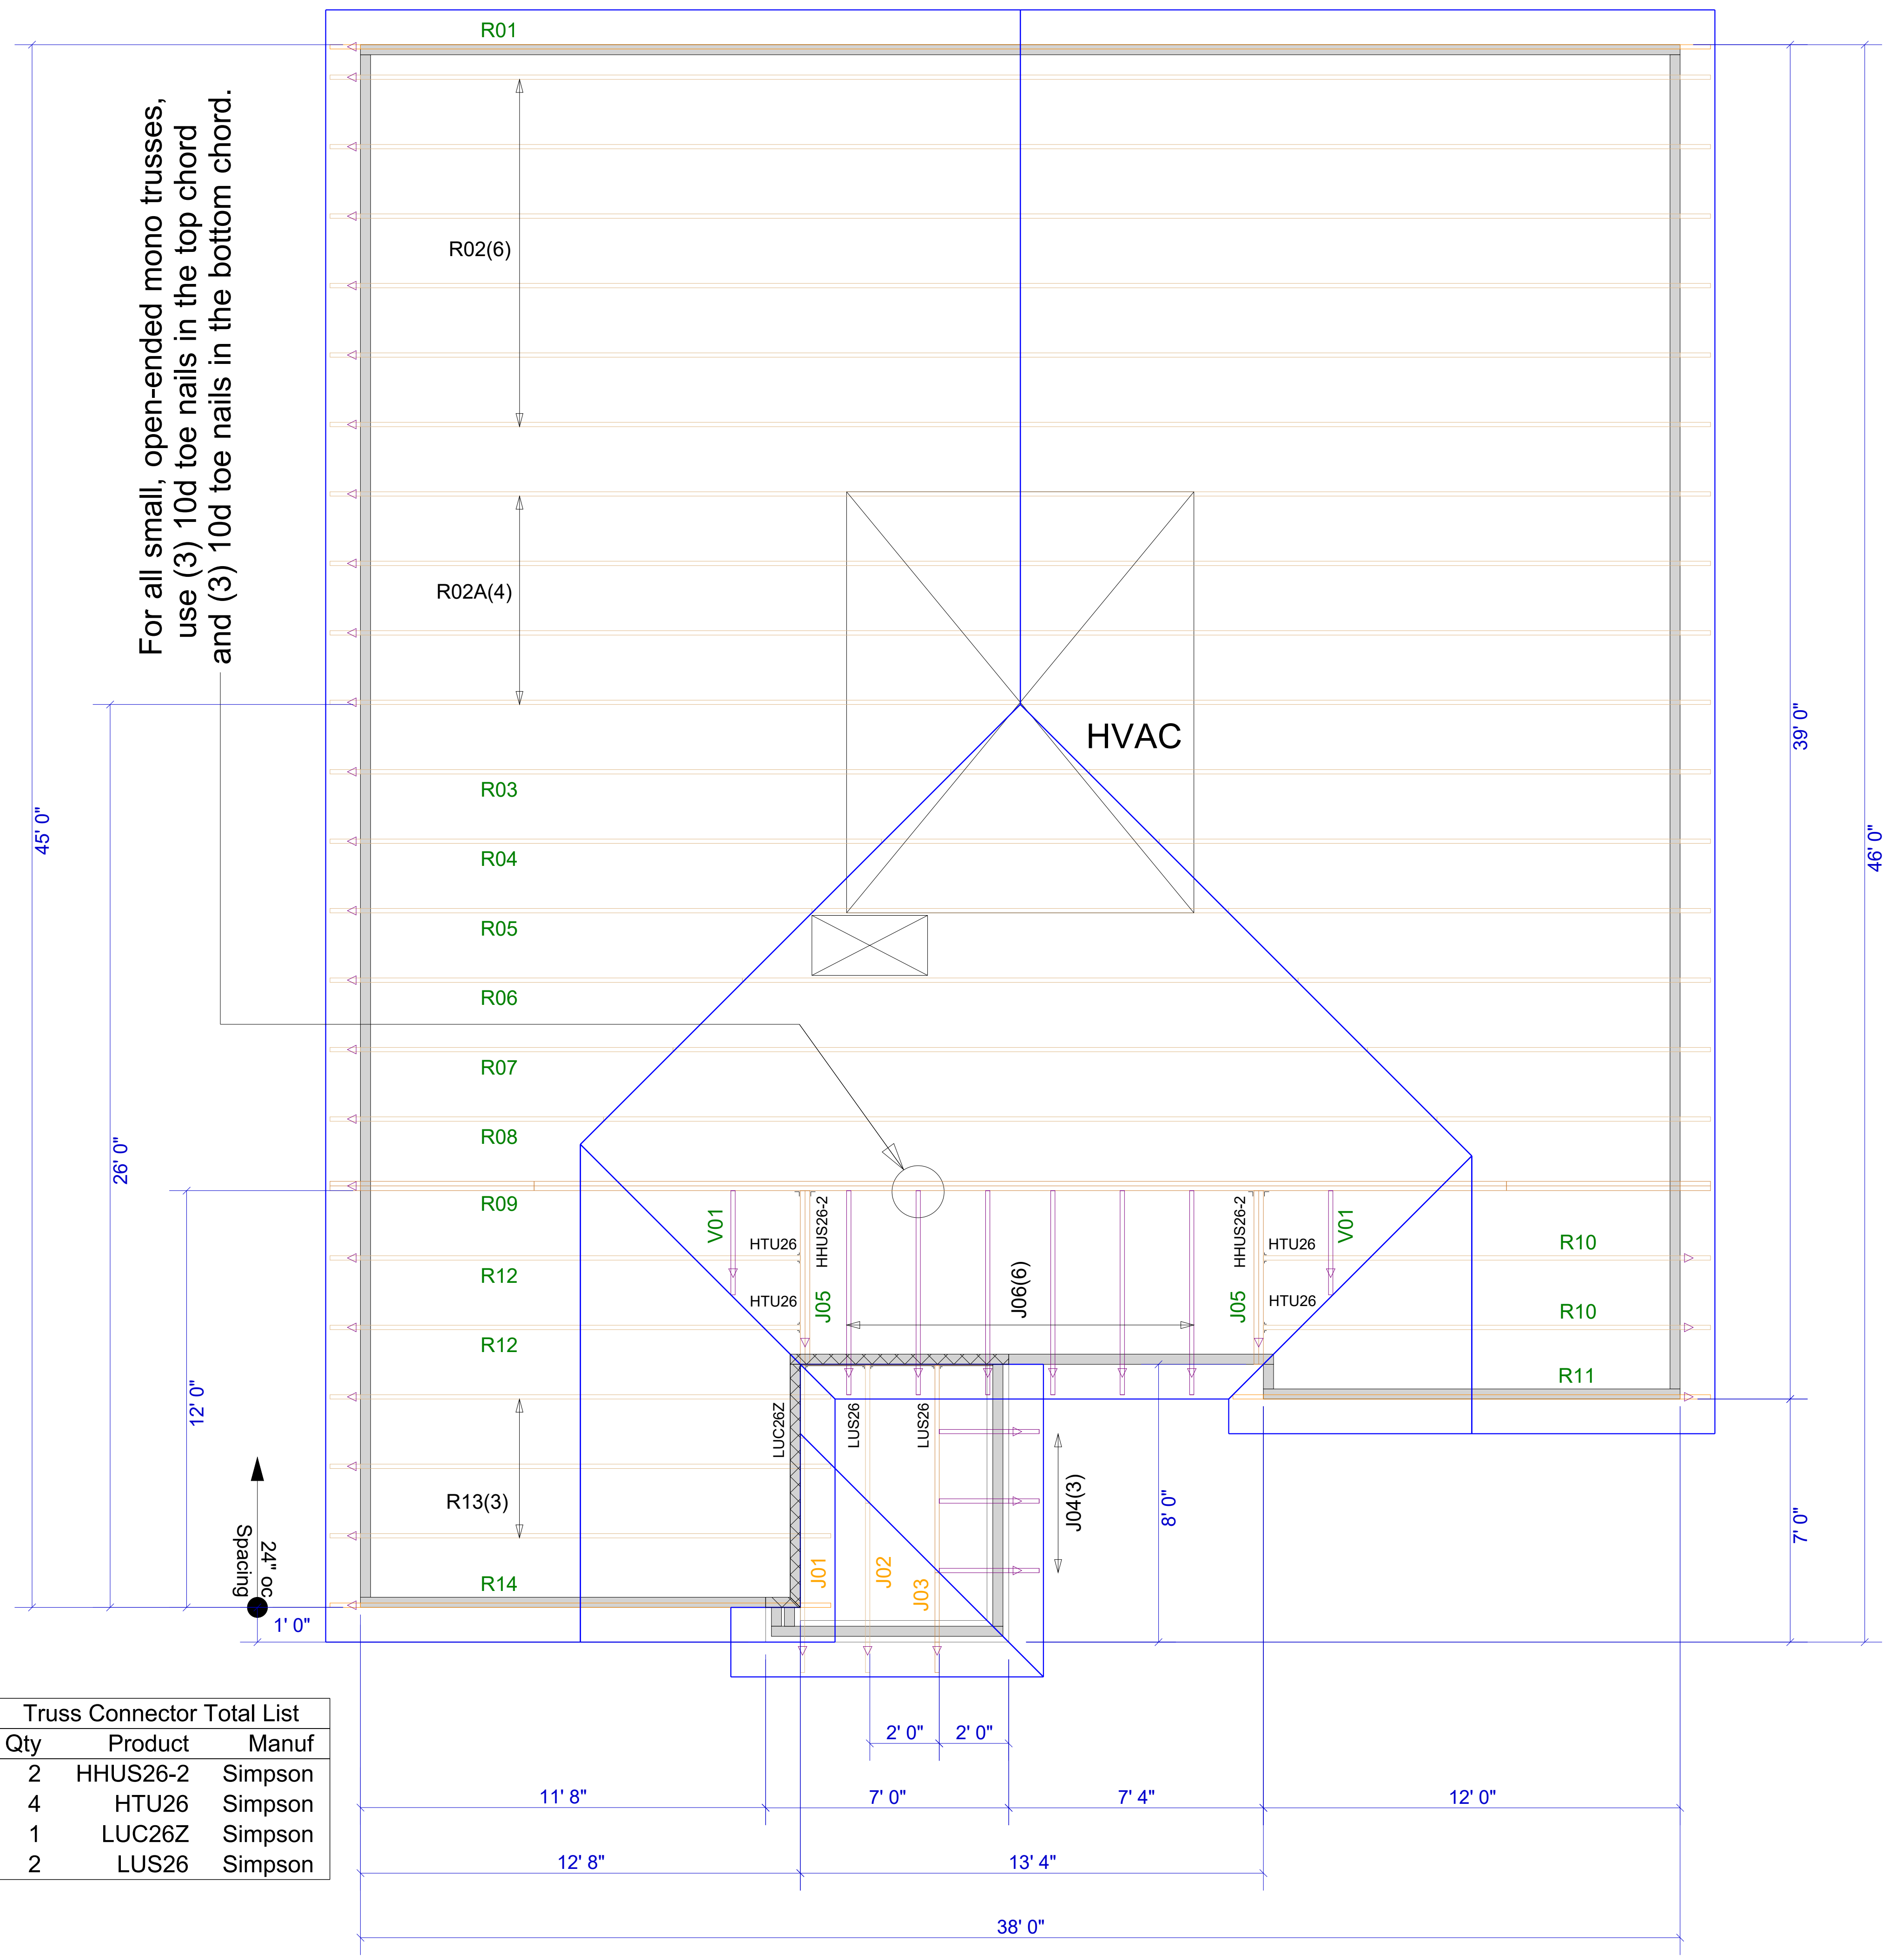 R01
For all small, open-ended mono trusses,
use (3) 10d toe nails in the top chord
and (3) 10d toe nails in the bottom chord.
R02(6)
R02A(4)
HVAC
39' 0"
R03
45' 0"
46' 0"
R04
R05
R06
R07
R08
26' 0"
R09
V01
HTU26
HHUS26-2
HHUS26-2
HTU26
V01
R10
R12
HTU26
J05
J06(6)
J05
HTU26
R10
R12
R11
12' 0"
LUC26Z
LUS26
LUS26
R13(3)
J04(3)
8' 0"
7' 0"
24" oc
Spacing
R14
J01
J02
J03
1' 0"
2' 0"
2' 0"
11' 8"
7' 0"
7' 4"
12' 0"
12' 8"
13' 4"
38' 0"
Truss Connector Total List
Qty Product Manuf
2 HHUS26-2 Simpson
4 HTU26 Simpson
1 LUC26Z Simpson
2 LUS26 Simpson